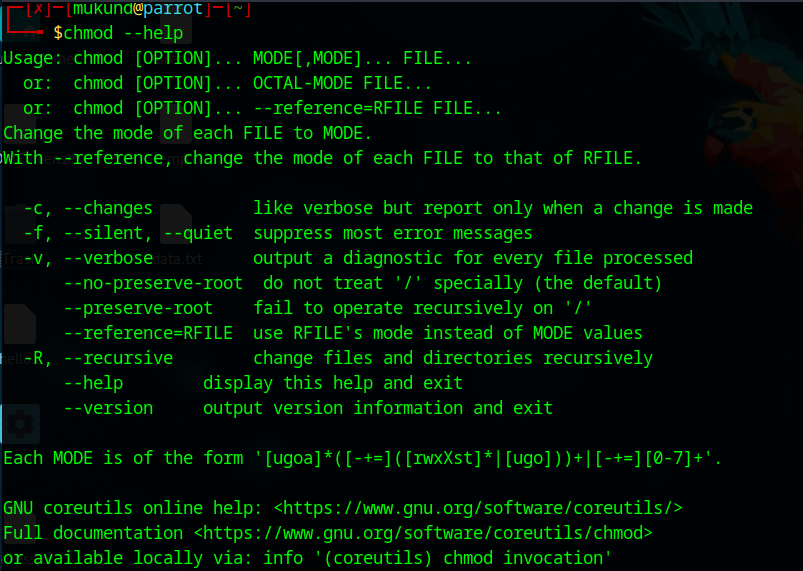 ┌─[✗]─[mukund@parrot]─[~]
└──╼ $chmod --help
Usage: chmod [OPTION]... MODE[,MODE]... FILE...
  or:  chmod [OPTION]... OCTAL-MODE FILE...
  or:  chmod [OPTION]... --reference=RFILE FILE...
Change the mode of each FILE to MODE.
With --reference, change the mode of each FILE to that of RFILE.

  -c, --changes          like verbose but report only when a change is made
  -f, --silent, --quiet  suppress most error messages
  -v, --verbose          output a diagnostic for every file processed
      --no-preserve-root  do not treat '/' specially (the default)
      --preserve-root    fail to operate recursively on '/'
      --reference=RFILE  use RFILE's mode instead of MODE values
  -R, --recursive        change files and directories recursively
      --help        display this help and exit
      --version     output version information and exit

Each MODE is of the form '[ugoa]*([-+=]([rwxXst]*|[ugo]))+|[-+=][0-7]+'.

GNU coreutils online help: <https://www.gnu.org/software/coreutils/>
Full documentation <https://www.gnu.org/software/coreutils/chmod>
or available locally via: info '(coreutils) chmod invocation'
data.txt